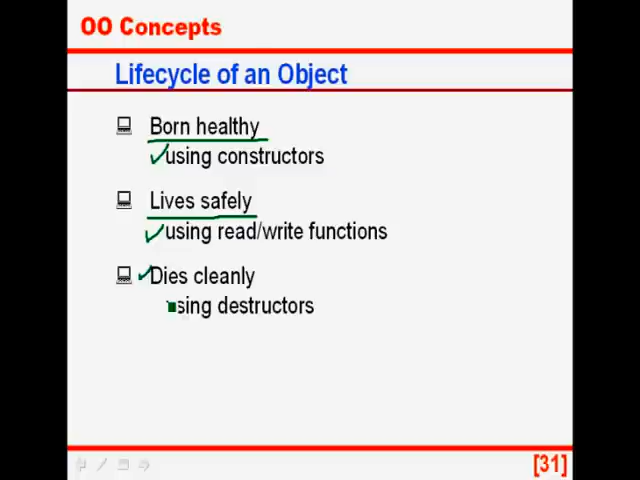 OO Concepts
Lifecycle of an Object
Born healthy
using constructors
Lives safely
using read/write functions
Dies cleanly
sing destructors
[31]